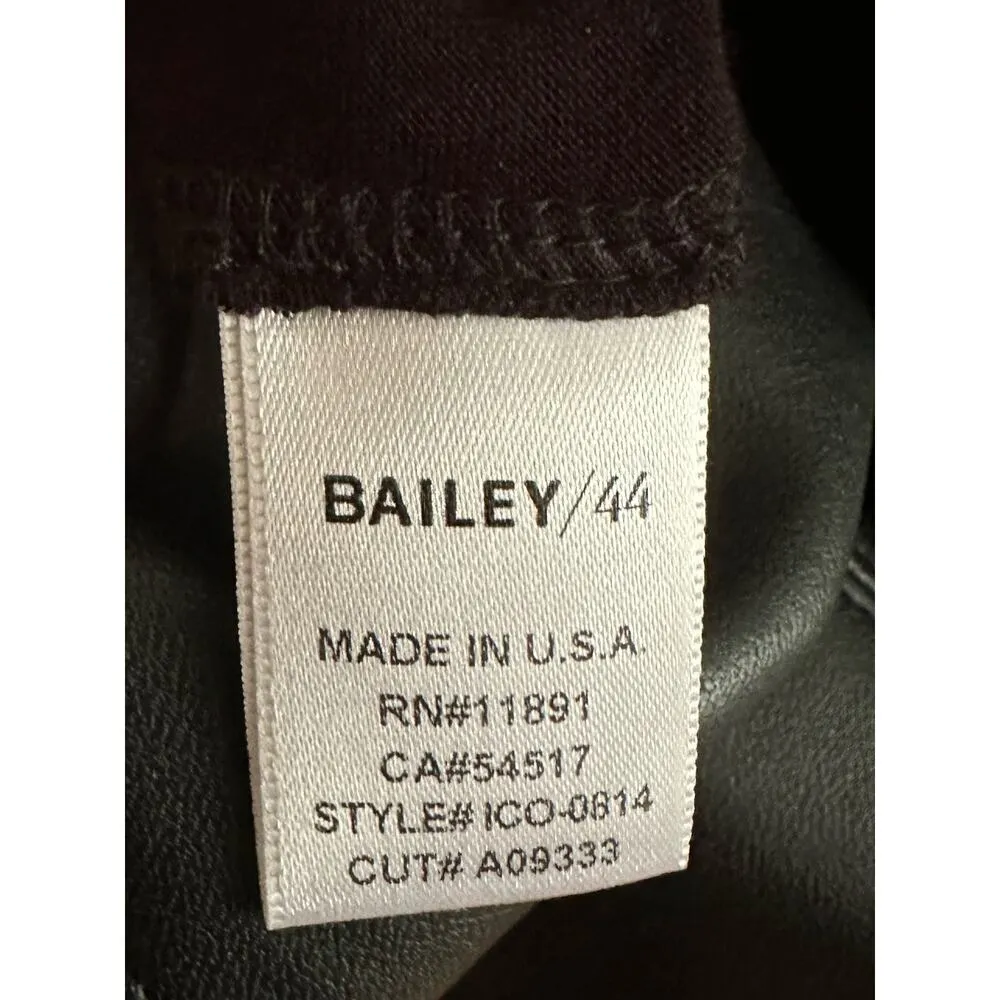 BAILEY/44
MADE IN U.S.A.
RN#11891
CA#54517
STYLE# ICO-0814
CUT# A09333